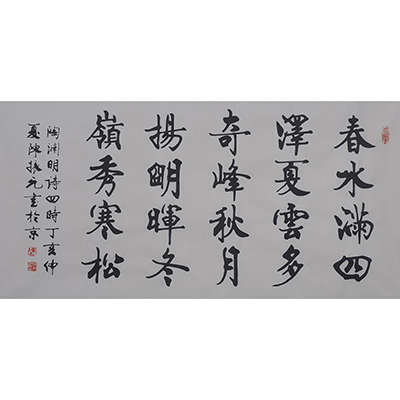 春水滿四
澤夏雲多
奇峰秋月
揚明暉冬
嶺秀寒松
陶淵明詩四時丁亥仲
夏陳振元書於京